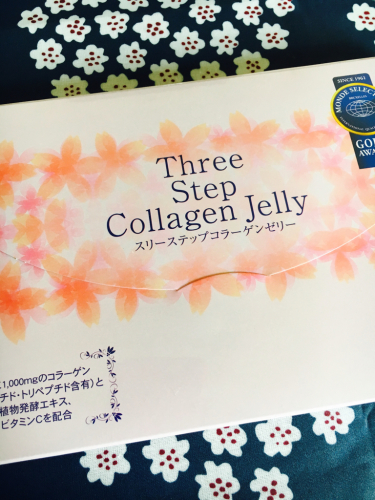 SINCE 1961
MONDE SELECTION
GOLD
AWARD
Three
Step
Collagen Jelly
スリーステップコラーゲンゼリー
1,000mgのコラーゲン
チド・トリペプチド含有)と
植物発酵エキス、
ビタミンCを配合